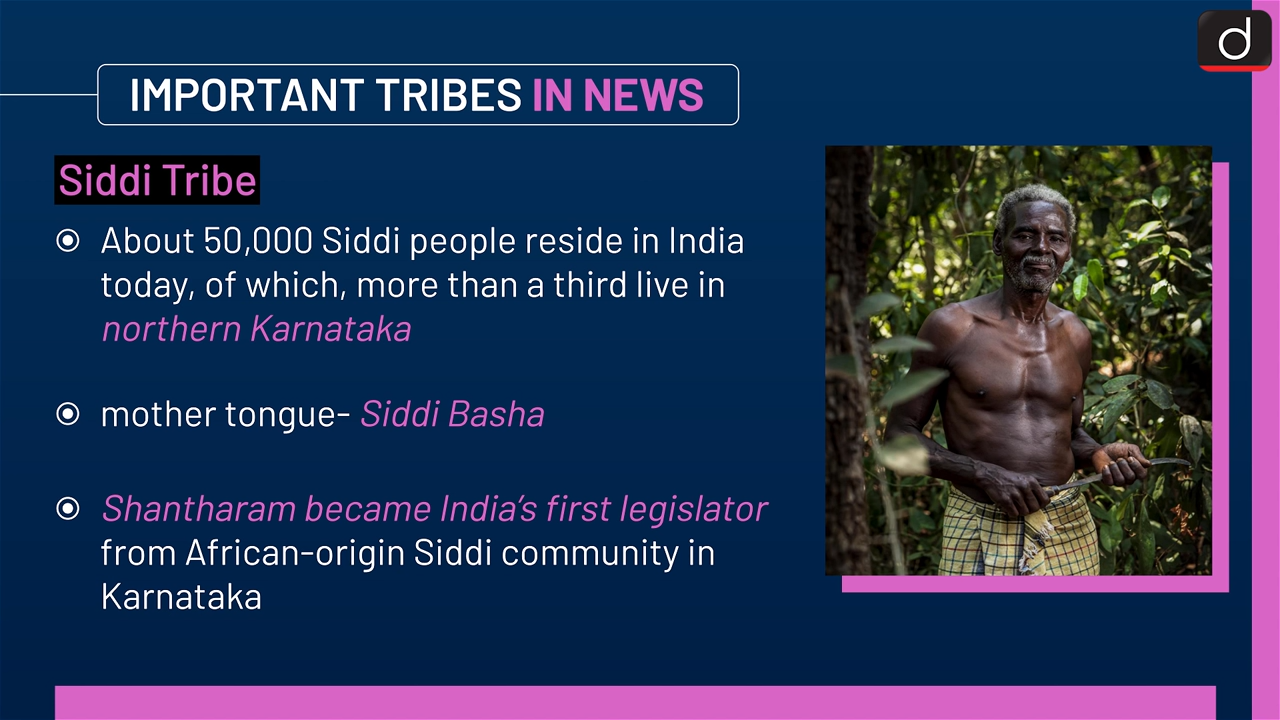 d
IMPORTANT TRIBES IN NEWS
Siddi Tribe
About 50,000 Siddi people reside in India
today, of which, more than a third live in
northern Karnataka
mother tongue- Siddi Basha
Shantharam became India’s first legislator
from African-origin Siddi community in
Karnataka